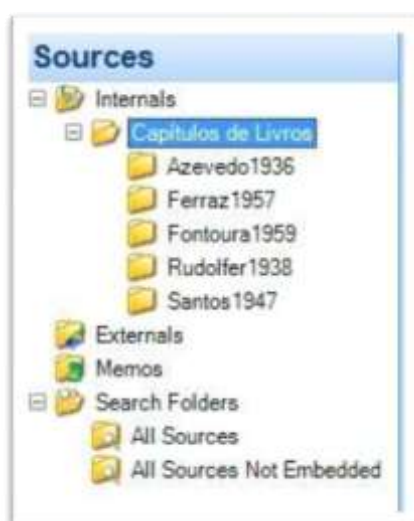 Sources
Internals
Capítulos de Livros
Azevedo1936
Ferraz1957
Fontoura1959
Rudolfer1938
Santos1947
Externals
Memos
Search Folders
All Sources
All Sources Not Embedded